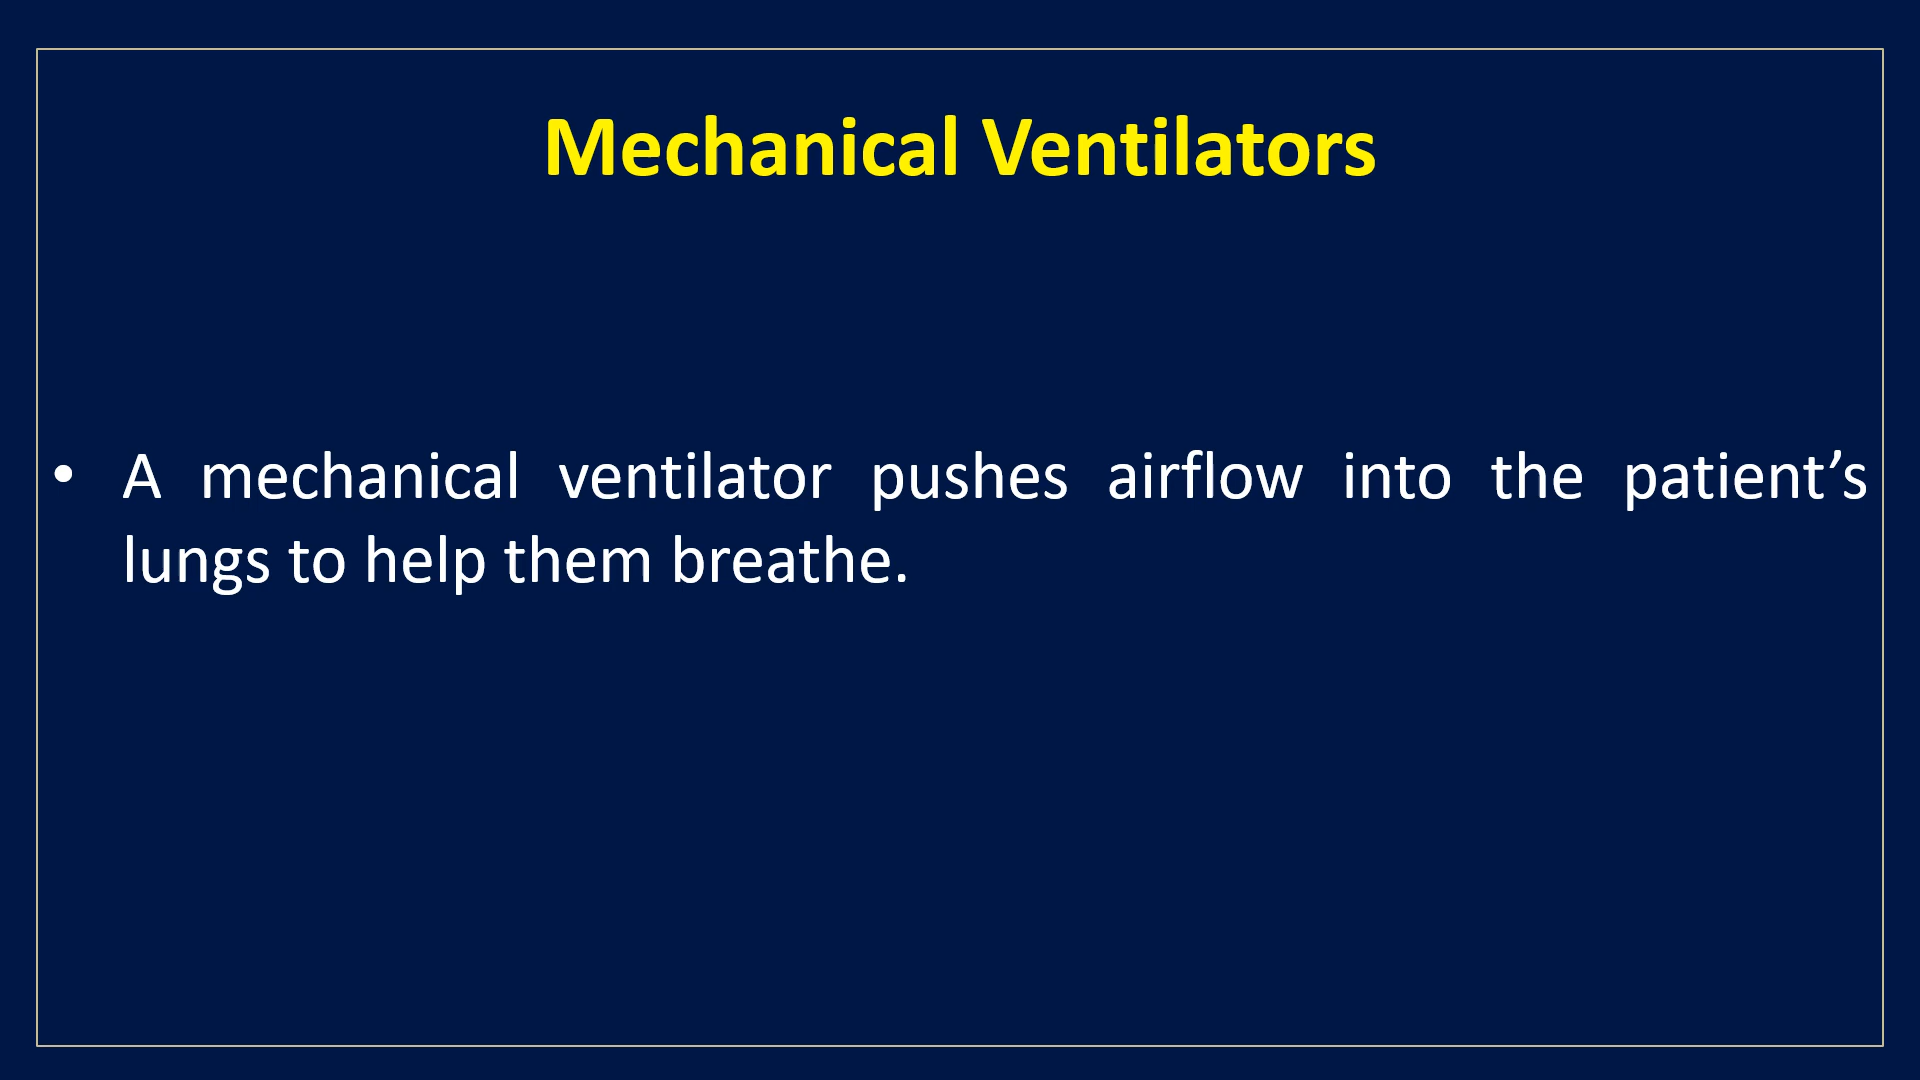 Mechanical Ventilators
• A mechanical ventilator pushes airflow into the patient’s
lungs to help them breathe.